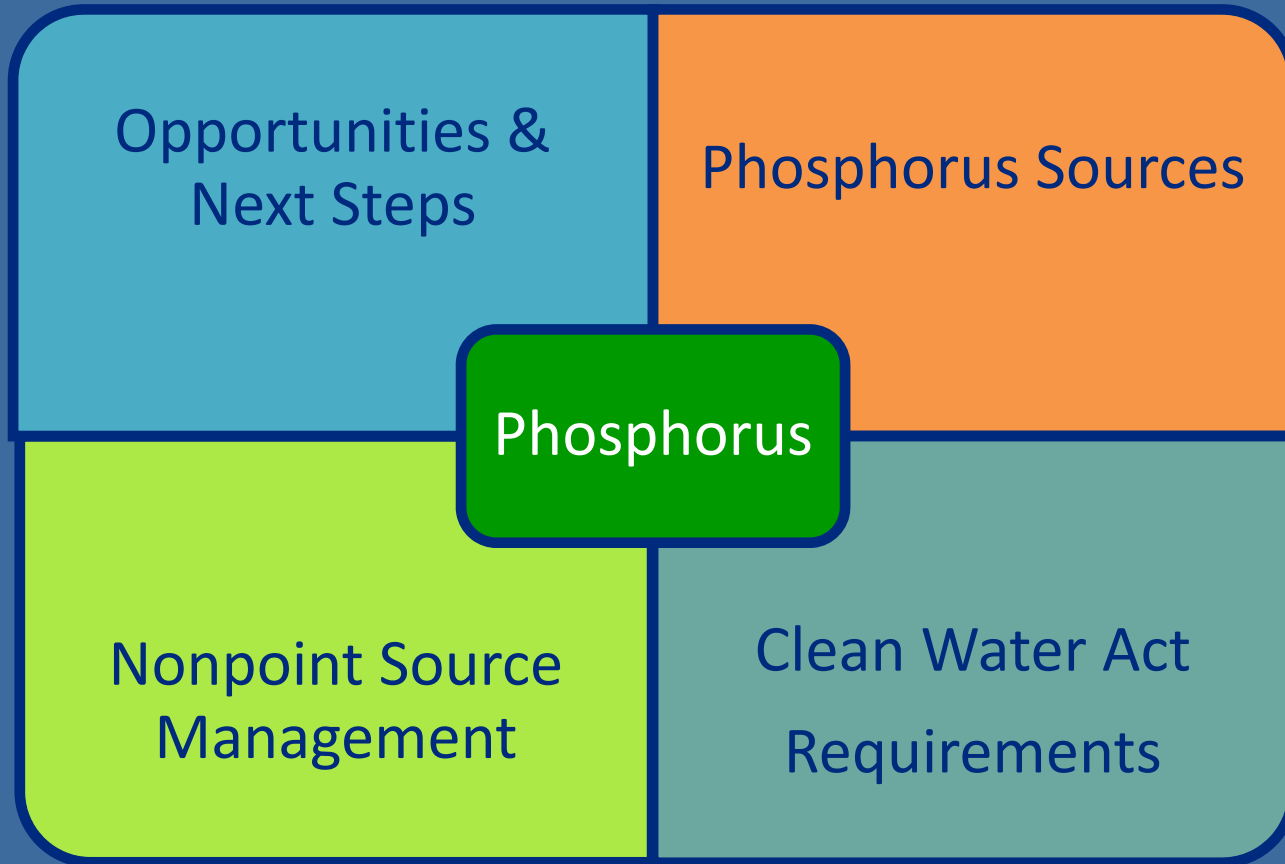 Opportunities &
Next Steps
Phosphorus Sources
Phosphorus
Nonpoint Source
Management
Clean Water Act
Requirements